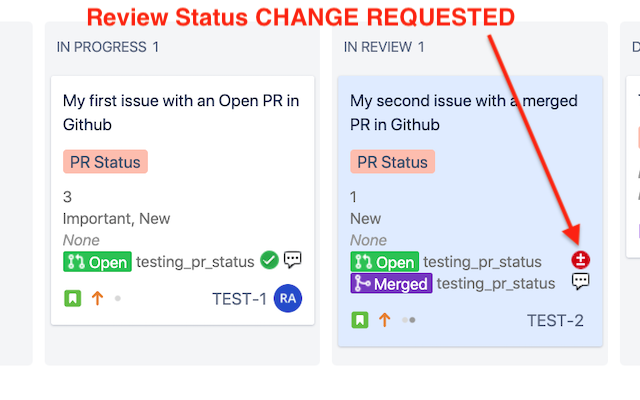 Review Status CHANGE REQUESTED
IN PROGRESS 1
My first issue with an Open PR in
Github
PR Status
3
Important, New
None
Open testing_pr_status
TEST-1 RA
IN REVIEW 1
My second issue with a merged
PR in Github
PR Status
1
New
None
Open testing_pr_status
Merged testing_pr_status
TEST-2
D